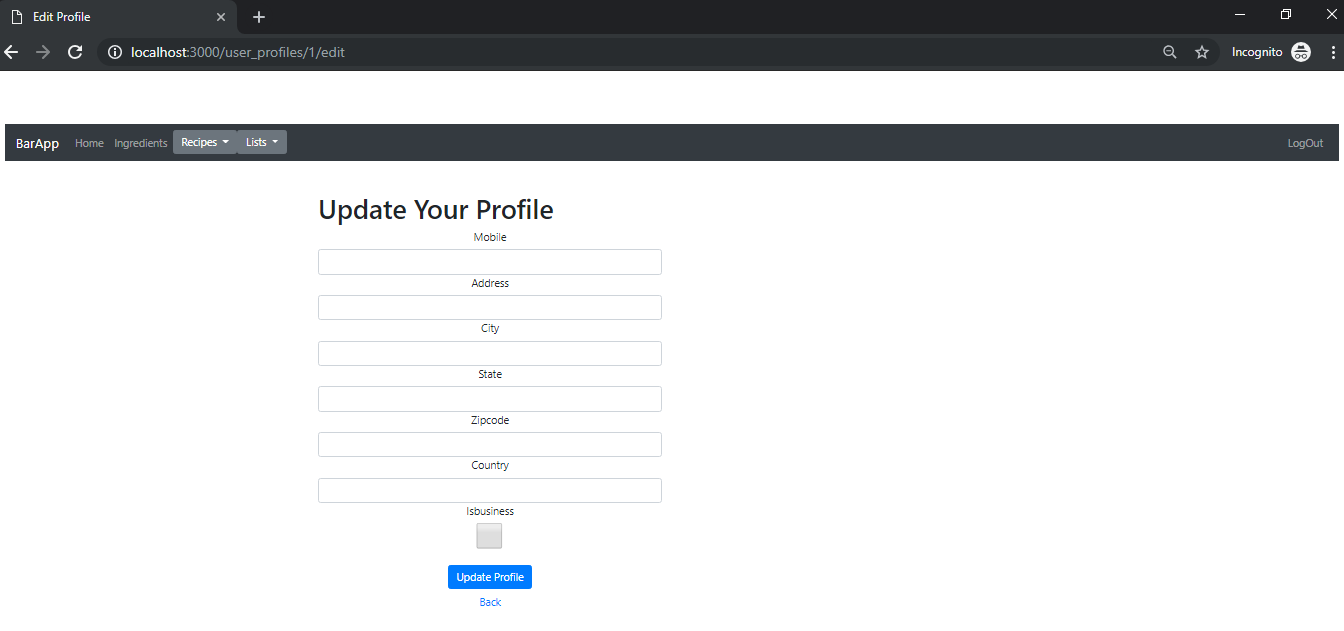 Edit Profile
localhost:3000/user_profiles/1/edit
Incognito
BarApp Home Ingredients Recipes Lists LogOut
Update Your Profile
Mobile
Address
City
State
Zipcode
Country
Isbusiness
Update Profile
Back